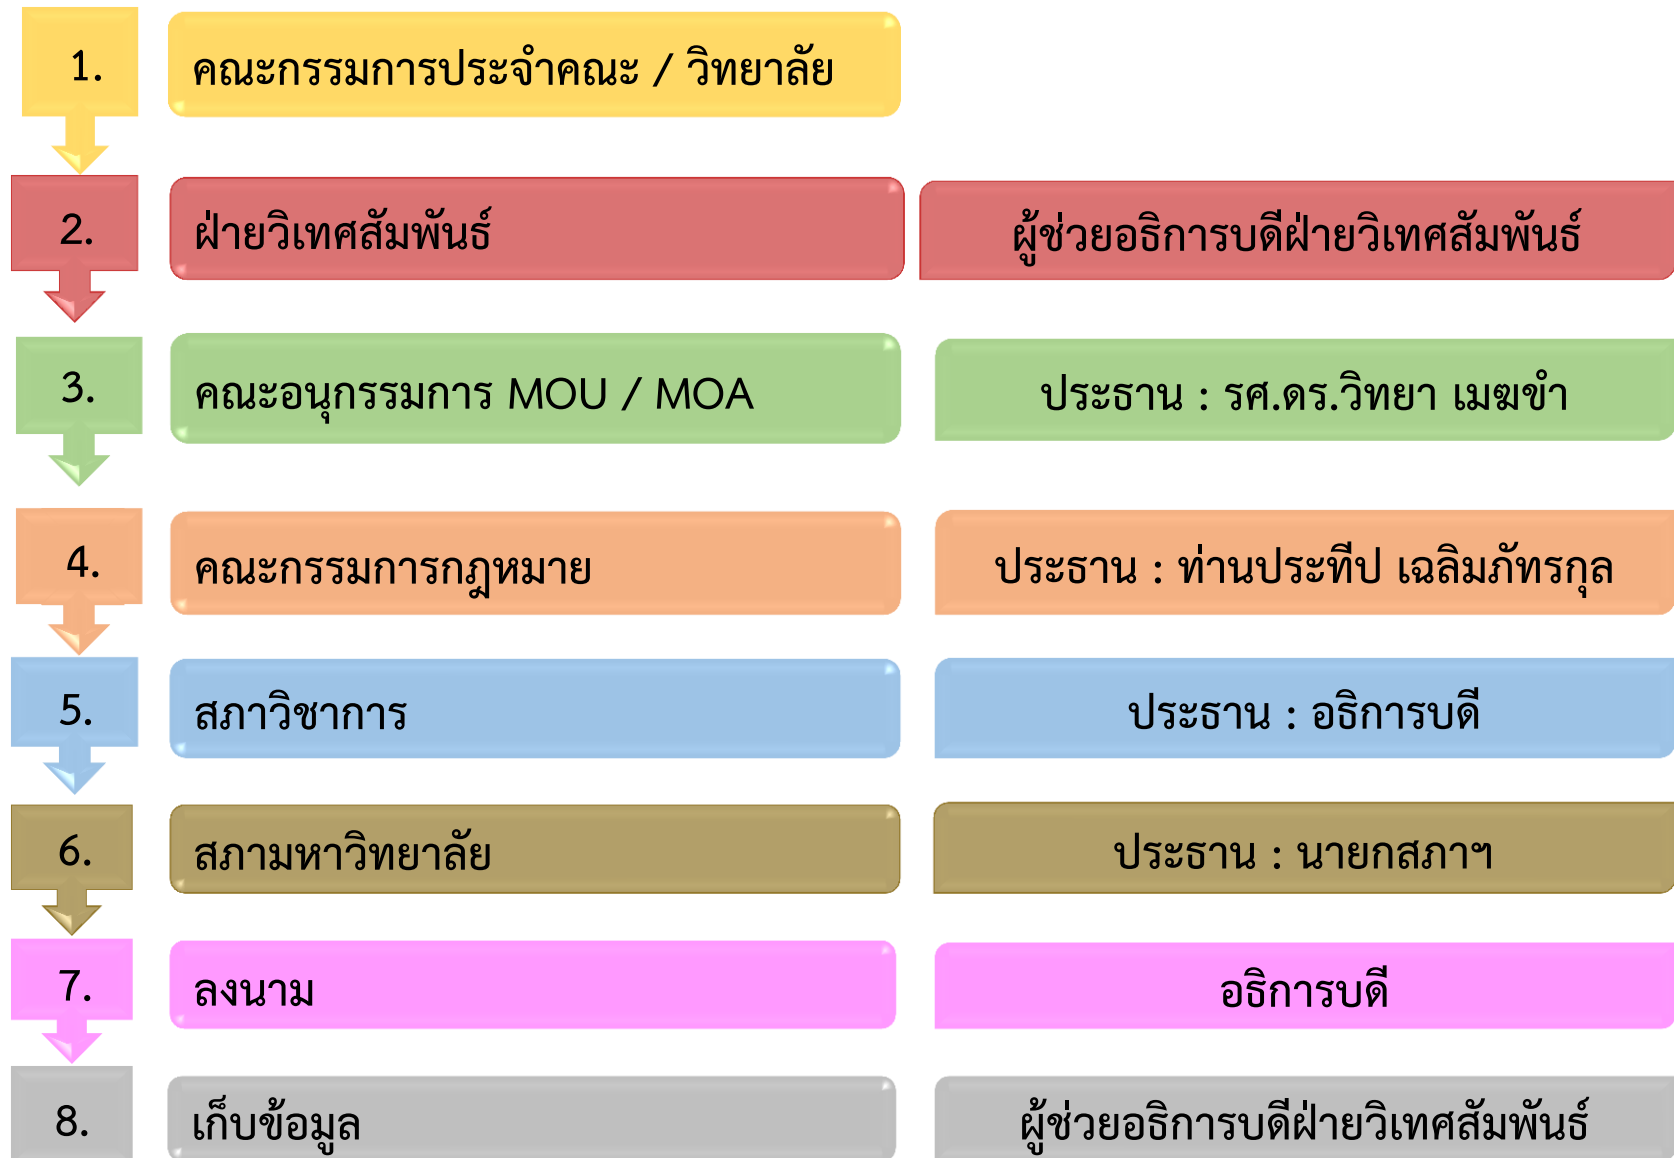 1.
คณะกรรมการประจำคณะ / วิทยาลัย
2.
ฝ่ายวิเทศสัมพันธ์
ผู้ช่วยอธิการบดีฝ่ายวิเทศสัมพันธ์
3.
คณะอนุกรรมการ MOU / MOA
ประธาน : รศ.ดร.วิทยา เมฆขำ
4.
คณะกรรมการกฎหมาย
ประธาน : ท่านประทีป เฉลิมภัทรกุล
5.
สภาวิชาการ
ประธาน : อธิการบดี
6.
สภามหาวิทยาลัย
ประธาน : นายกสภาฯ
7.
ลงนาม
อธิการบดี
8.
เก็บข้อมูล
ผู้ช่วยอธิการบดีฝ่ายวิเทศสัมพันธ์